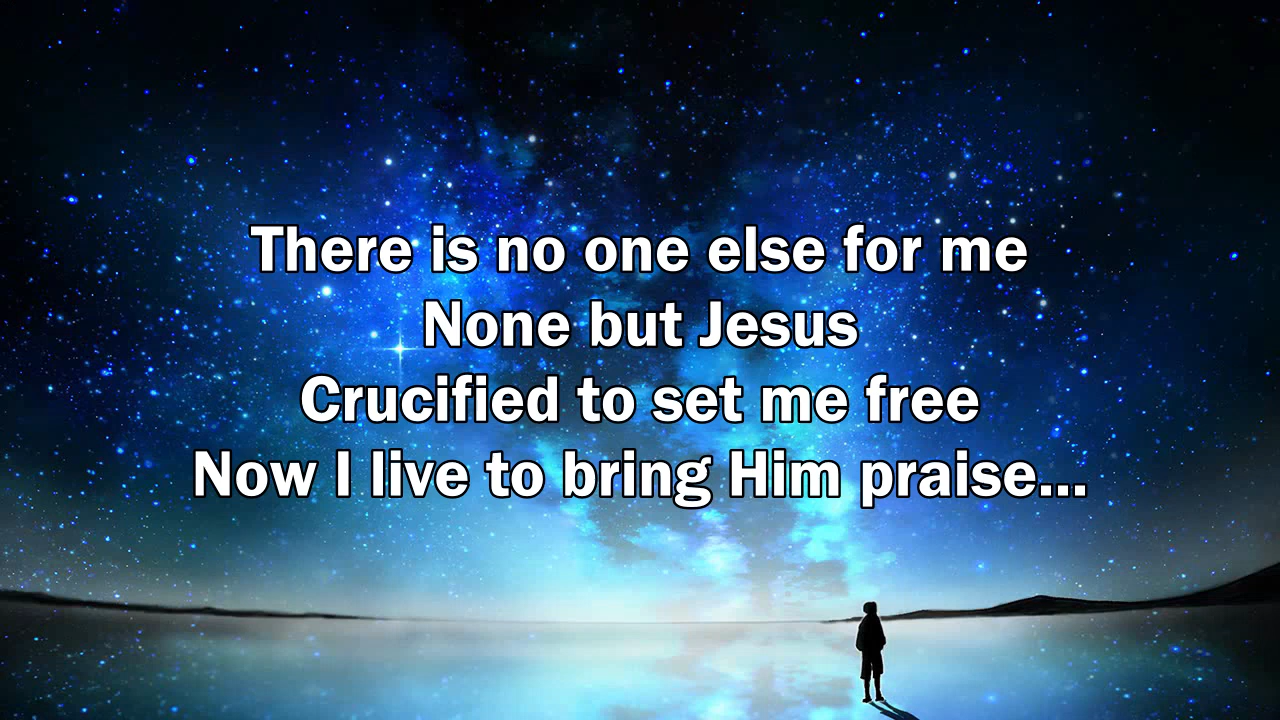 There is no one else for me
None but Jesus
Crucified to set me free
Now I live to bring Him praise...